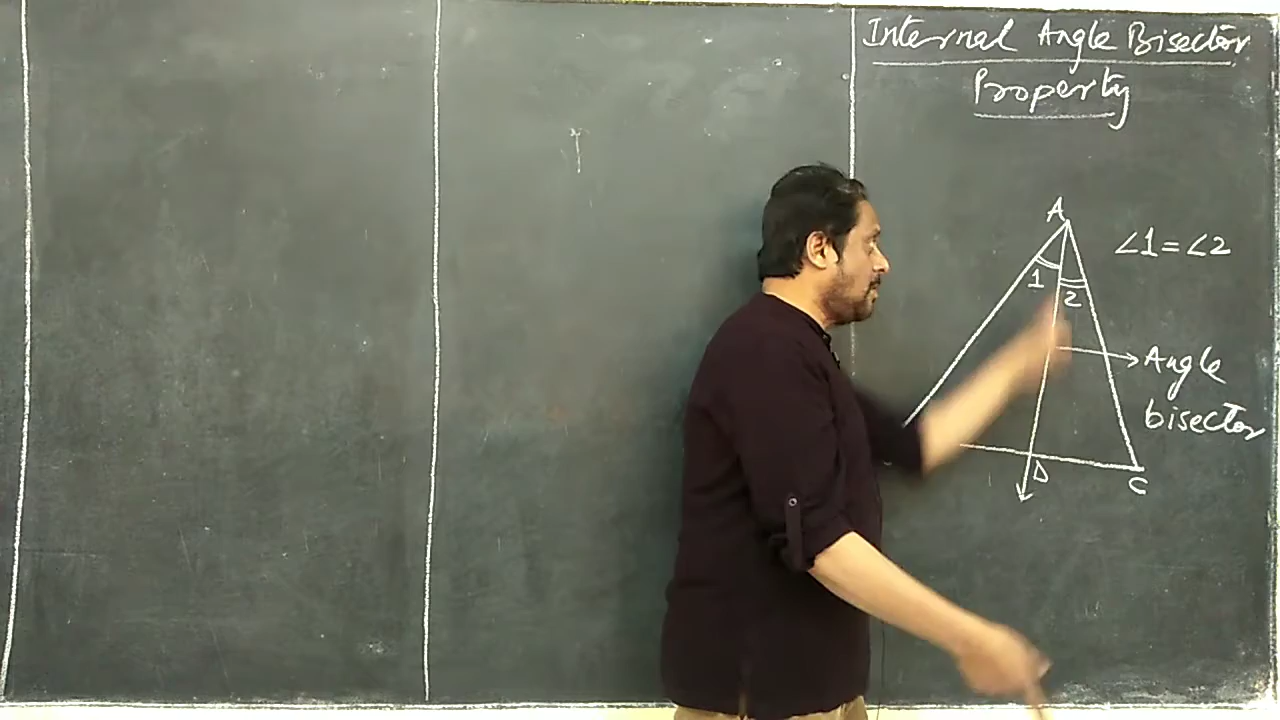 Internal Angle Bisector
Property
A
∠1=∠2
1
2
Angle
bisector
D
C